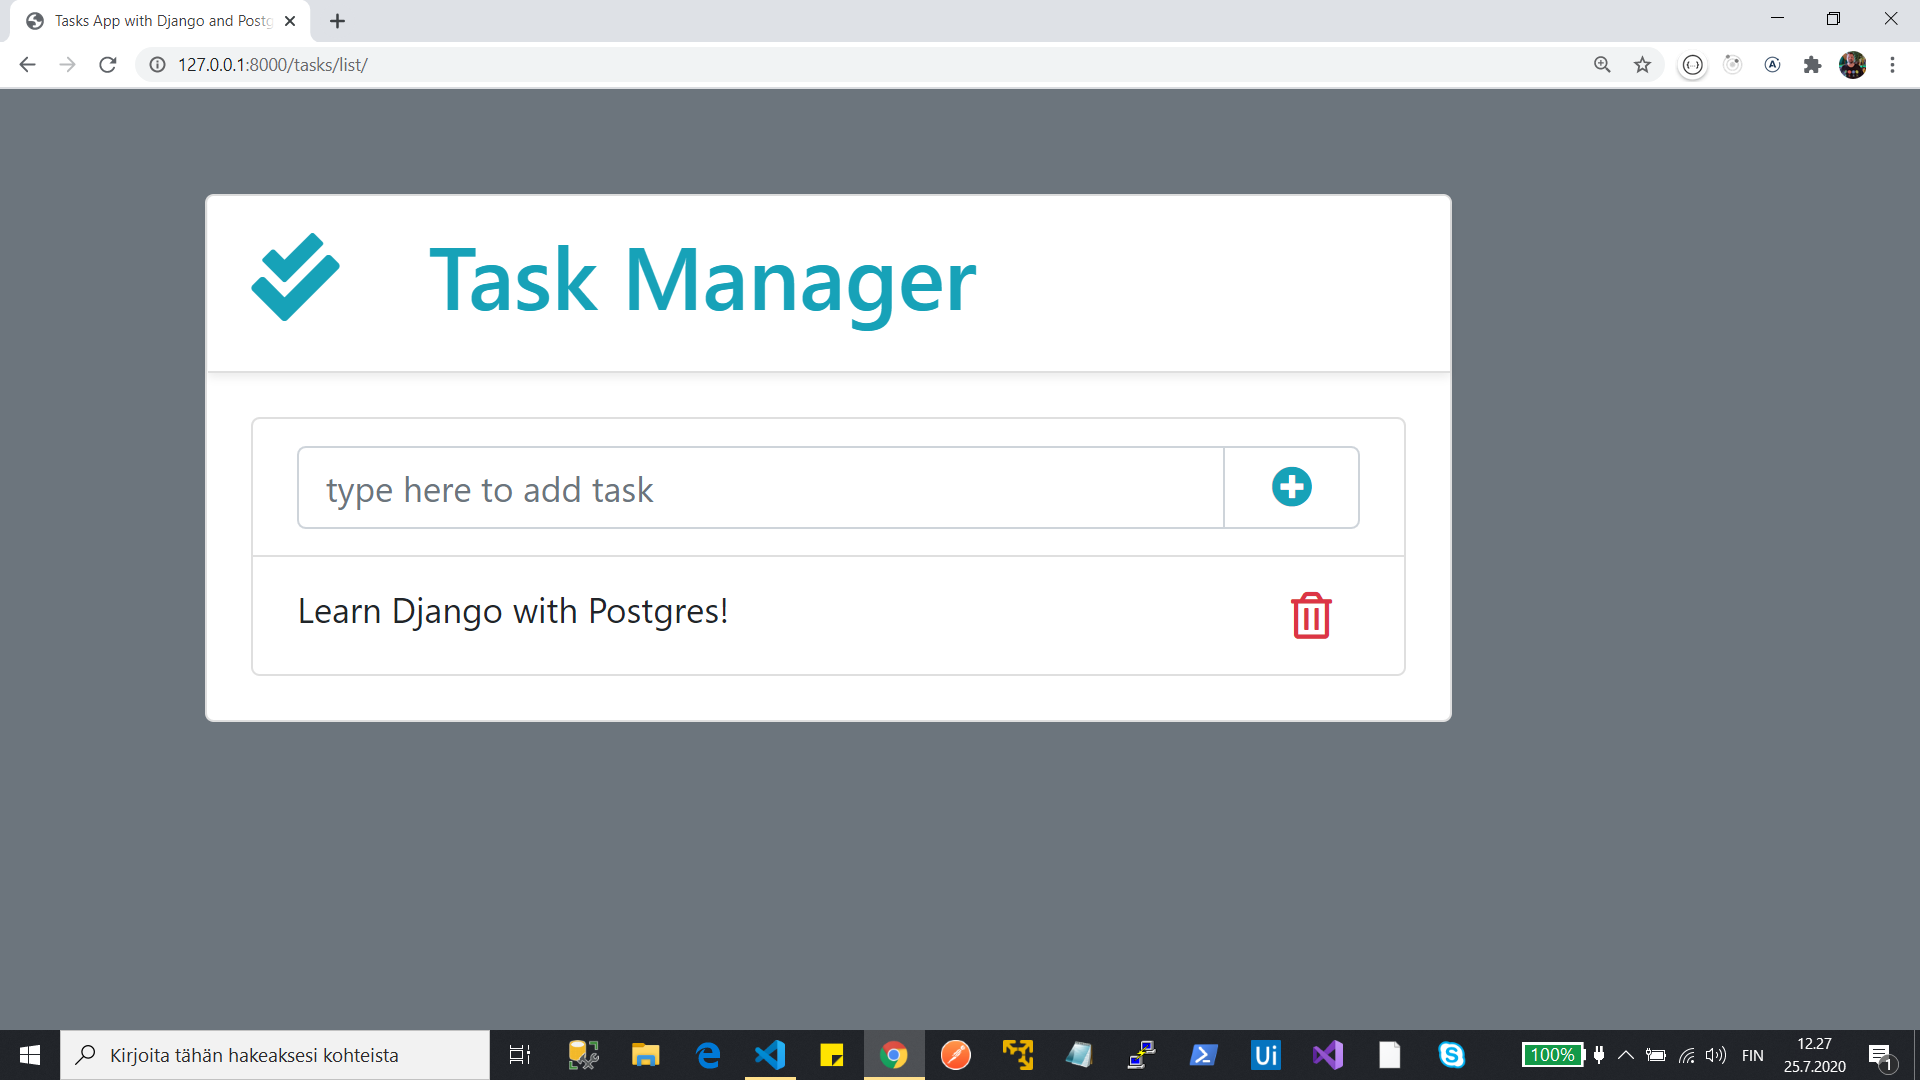 Tasks App with Django and Postg
127.0.0.1:8000/tasks/list/
Task Manager
type here to add task
Learn Django with Postgres!
Kirjoita tähän hakeaksesi kohteista
Ui
100%
FIN
12.27
25.7.2020
1